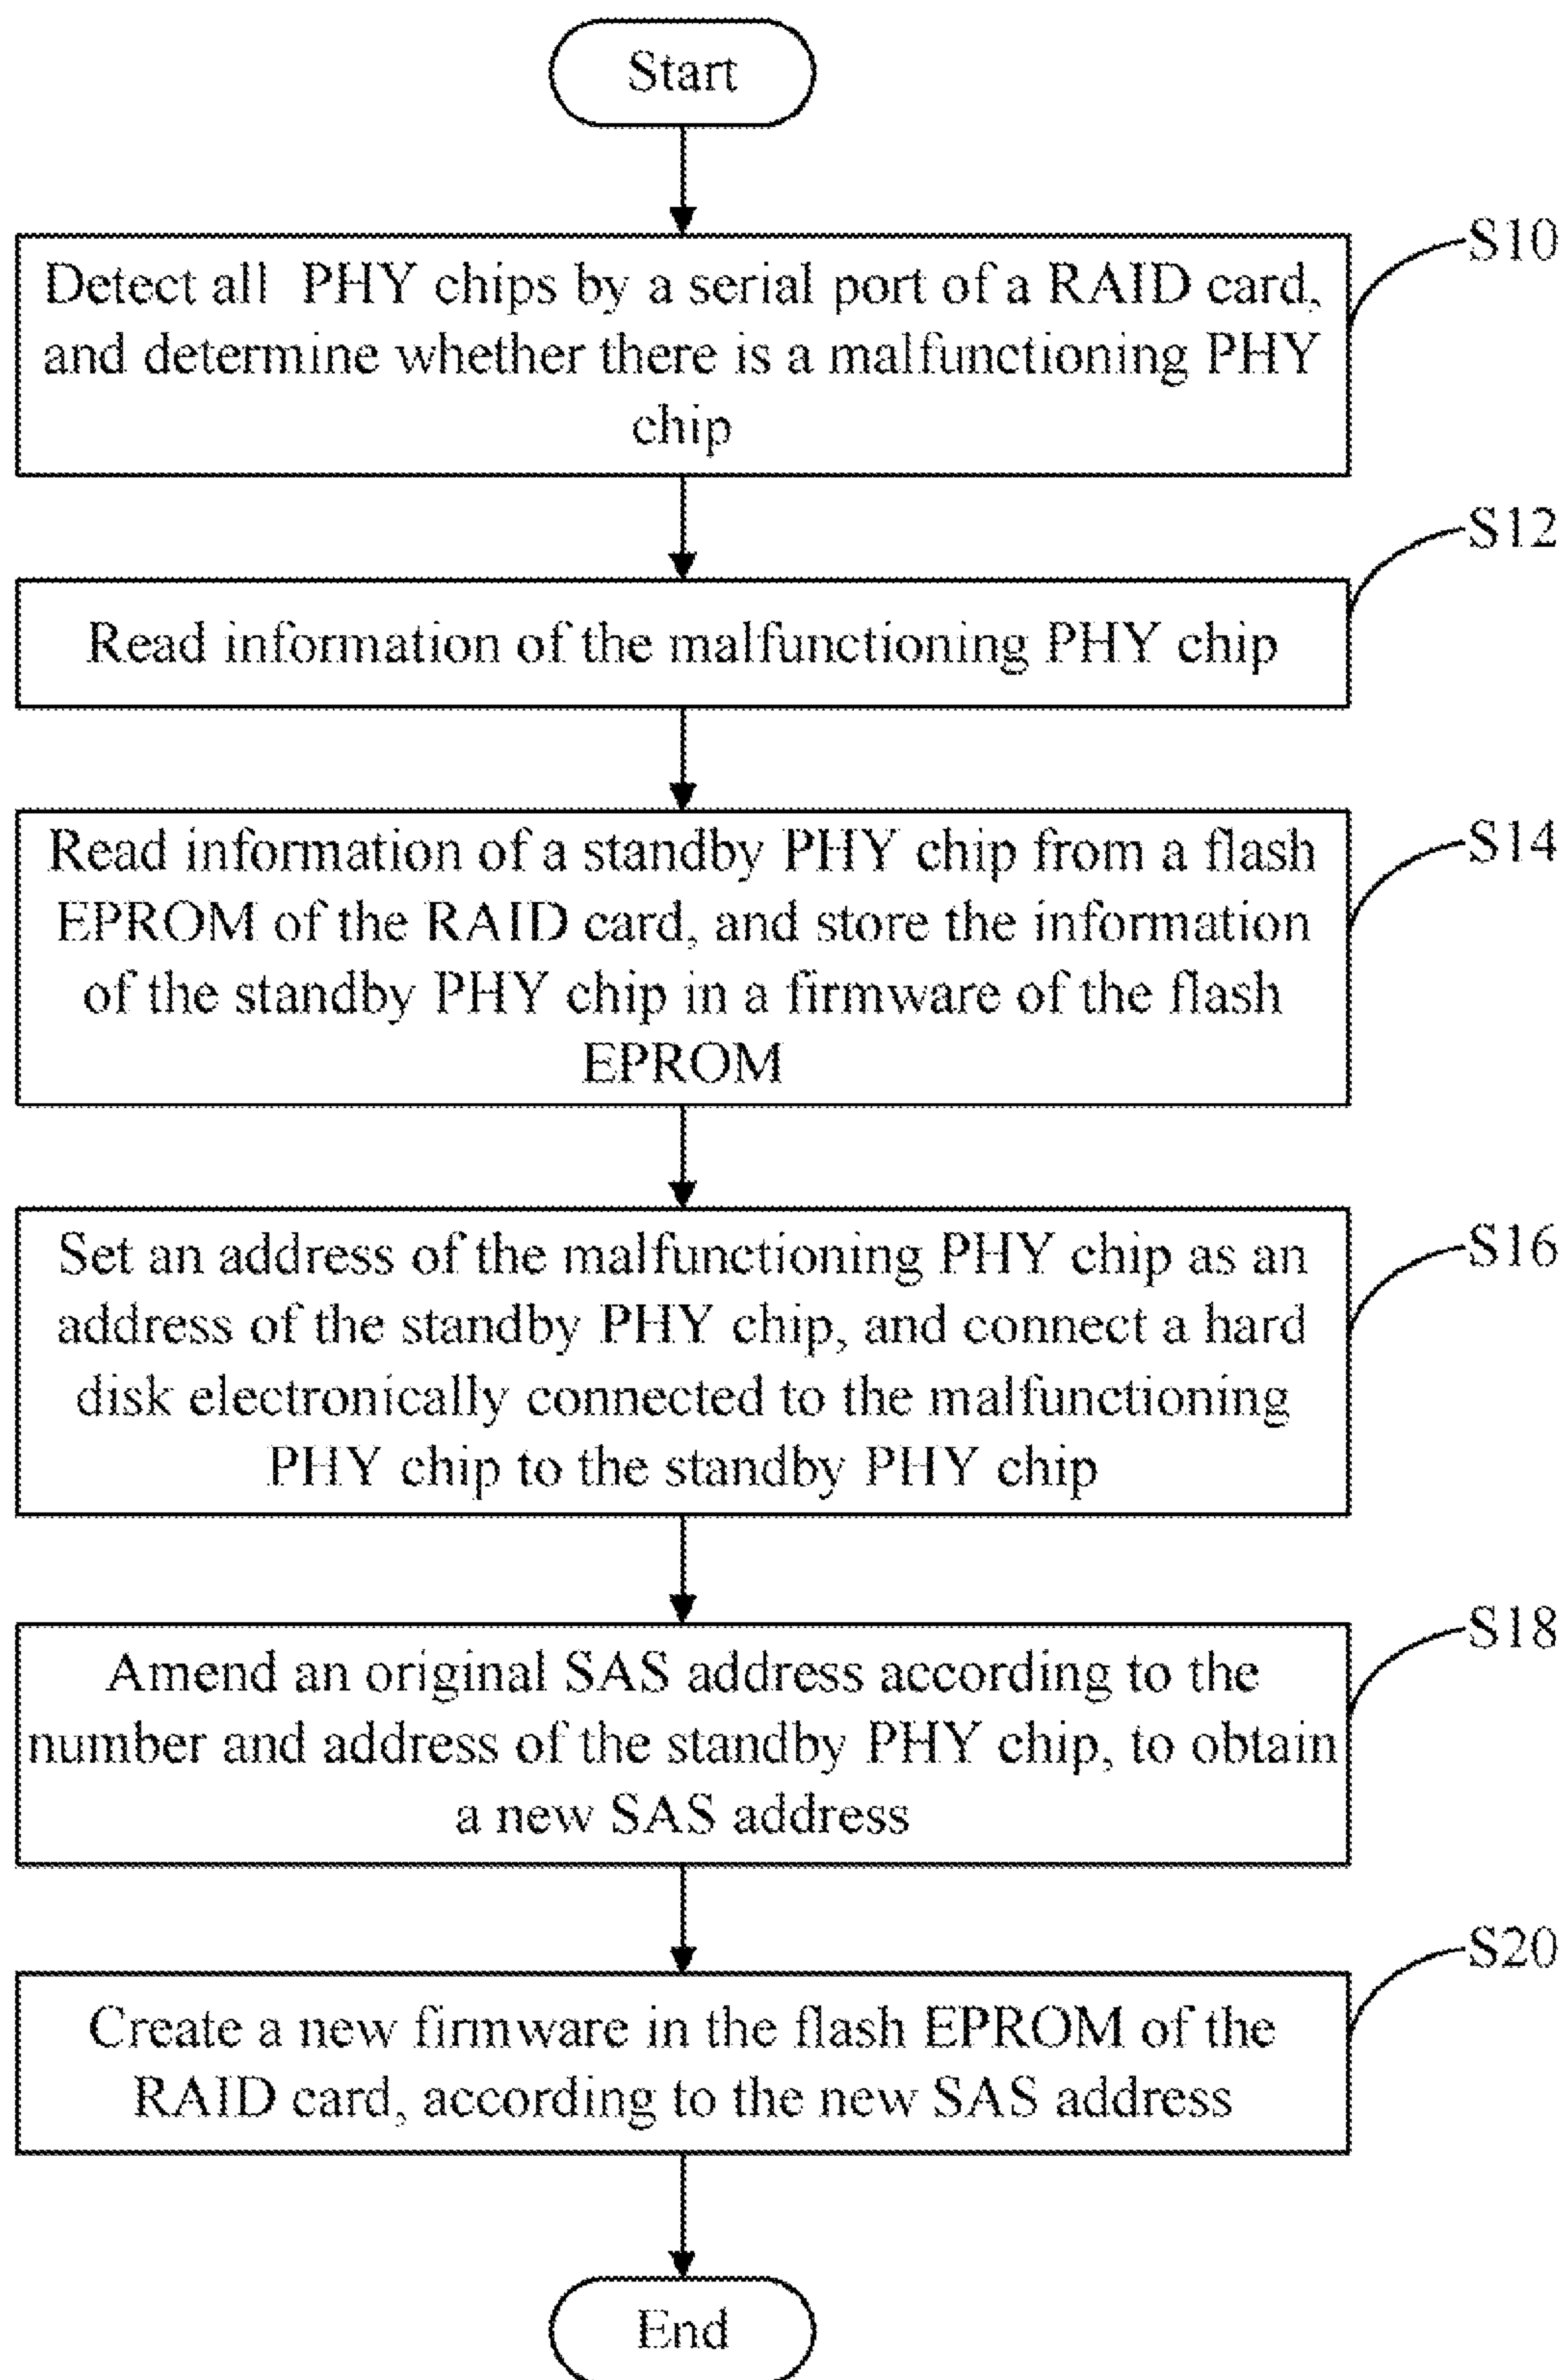 Start
S10
Detect all PHY chips by a serial port of a RAID card,
and determine whether there is a malfunctioning PHY
chip
S12
Read information of the malfunctioning PHY chip
S14
Read information of a standby PHY chip from a flash
EPROM of the RAID card, and store the information
of the standby PHY chip in a firmware of the flash
EPROM
S16
Set an address of the malfunctioning PHY chip as an
address of the standby PHY chip, and connect a hard
disk electronically connected to the malfunctioning
PHY chip to the standby PHY chip
S18
Amend an original SAS address according to the
number and address of the standby PHY chip, to obtain
a new SAS address
S20
Create a new firmware in the flash EPROM of the
RAID card, according to the new SAS address
End